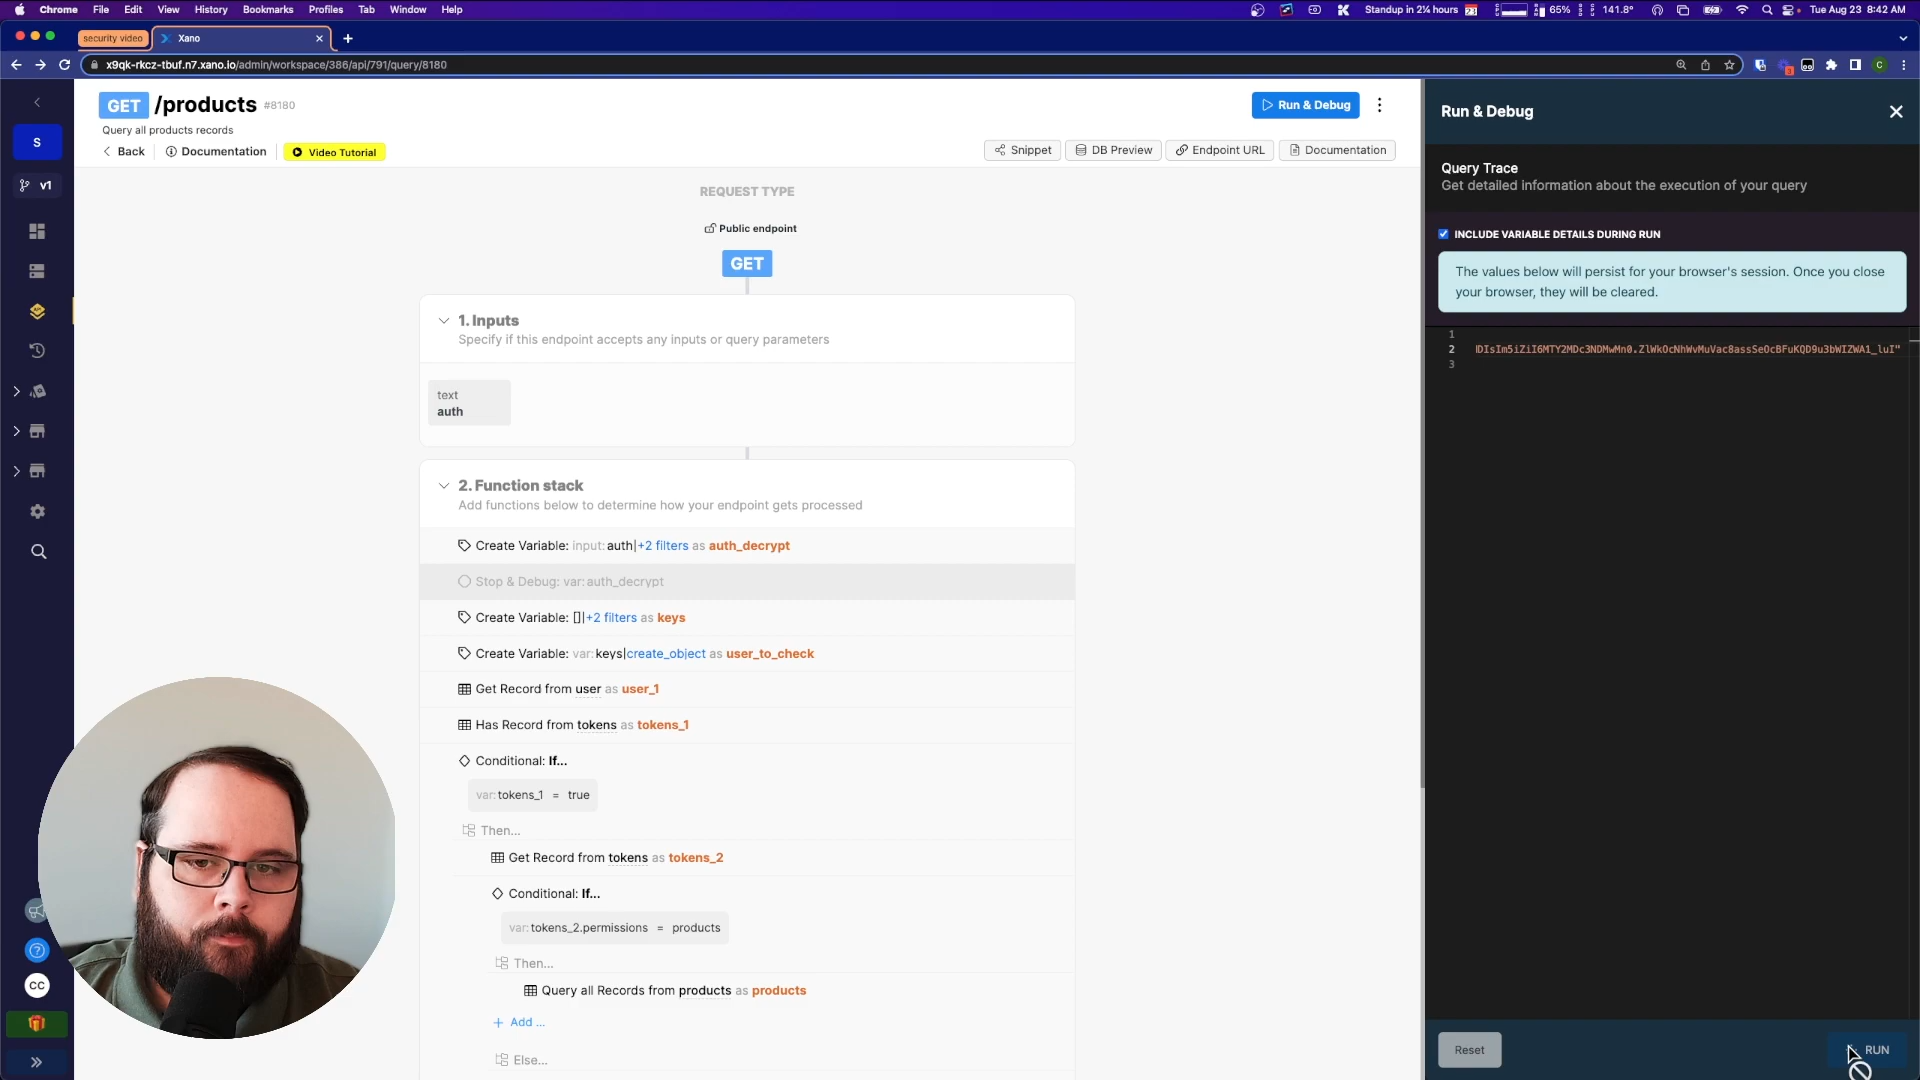 Chrome File Edit View History Bookmarks Profiles Tab Window Help
Standup in 2¼ hours 23 65% 141.8° Tue Aug 23 8:42 AM
security video Xano
x9qk-rkcz-tbuf.n7.xano.io/admin/workspace/386/api/791/query/8180
S
v1
CC
GET /products #8180
Query all products records
Back Documentation Video Tutorial
Run & Debug
Snippet DB Preview Endpoint URL Documentation
REQUEST TYPE
Public endpoint
GET
1. Inputs
Specify if this endpoint accepts any inputs or query parameters
text
auth
2. Function stack
Add functions below to determine how your endpoint gets processed
Create Variable: input: auth|+2 filters as auth_decrypt
Stop & Debug: var: auth_decrypt
Create Variable: []|+2 filters as keys
Create Variable: var: keys|create_object as user_to_check
Get Record from user as user_1
Has Record from tokens as tokens_1
Conditional: If...
var: tokens_1 = true
Then...
Get Record from tokens as tokens_2
Conditional: If...
var: tokens_2.permissions = products
Then...
Query all Records from products as products
Add ...
Else...
Run & Debug
Query Trace
Get detailed information about the execution of your query
INCLUDE VARIABLE DETAILS DURING RUN
The values below will persist for your browser's session. Once you close
your browser, they will be cleared.
1
2 IDIsIm5iZiI6MTY2MDc3NDMwMn0.ZlWkOcNhWvMuVac8assSeOcBFuKQD9u3bWIZWA1_luI"
3
Reset
RUN